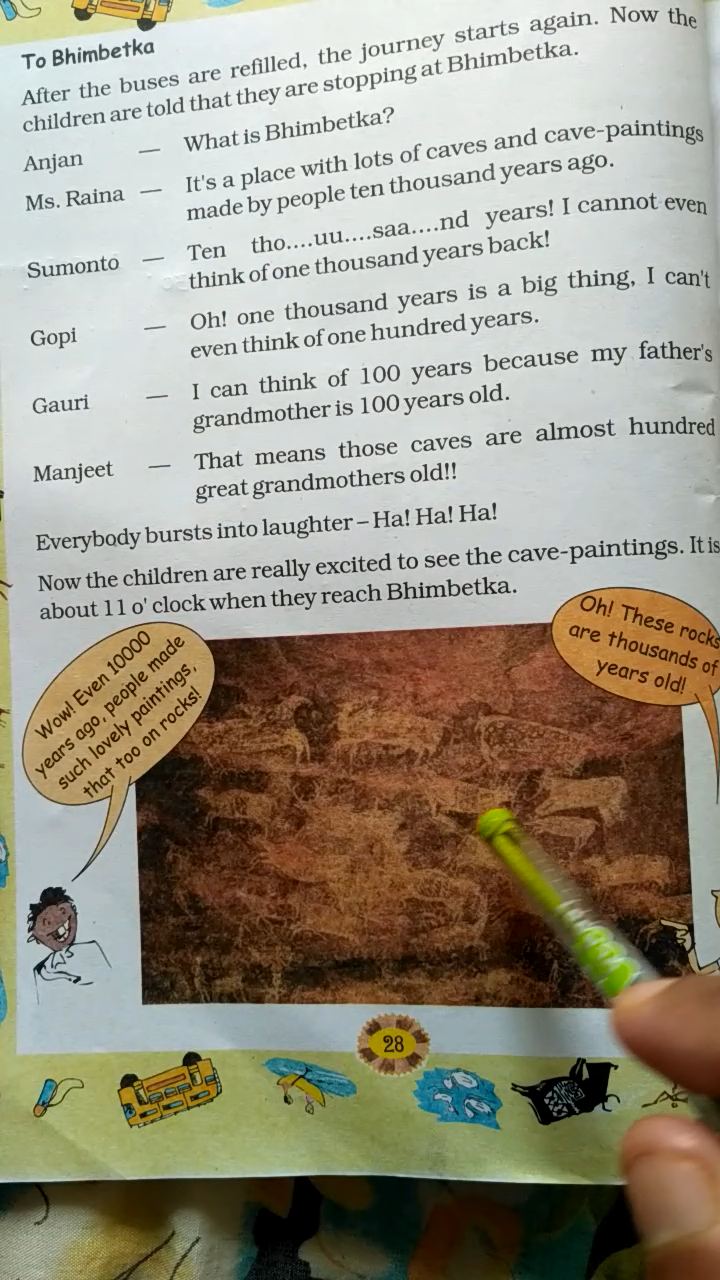 To Bhimbetka
After the buses are refilled, the journey starts again. Now the
children are told that they are stopping at Bhimbetka.
Anjan — What is Bhimbetka?
Ms. Raina — It's a place with lots of caves and cave-paintings
made by people ten thousand years ago.
Sumonto — Ten tho....uu....saa....nd years! I cannot even
think of one thousand years back!
Gopi — Oh! one thousand years is a big thing, I can't
even think of one hundred years.
Gauri — I can think of 100 years because my father's
grandmother is 100 years old.
Manjeet — That means those caves are almost hundred
great grandmothers old!!
Everybody bursts into laughter – Ha! Ha! Ha!
Now the children are really excited to see the cave-paintings. It is
about 11 o' clock when they reach Bhimbetka.
Wow! Even 10000
years ago, people made
such lovely paintings,
that too on rocks!
Oh! These rocks
are thousands of
years old!
28